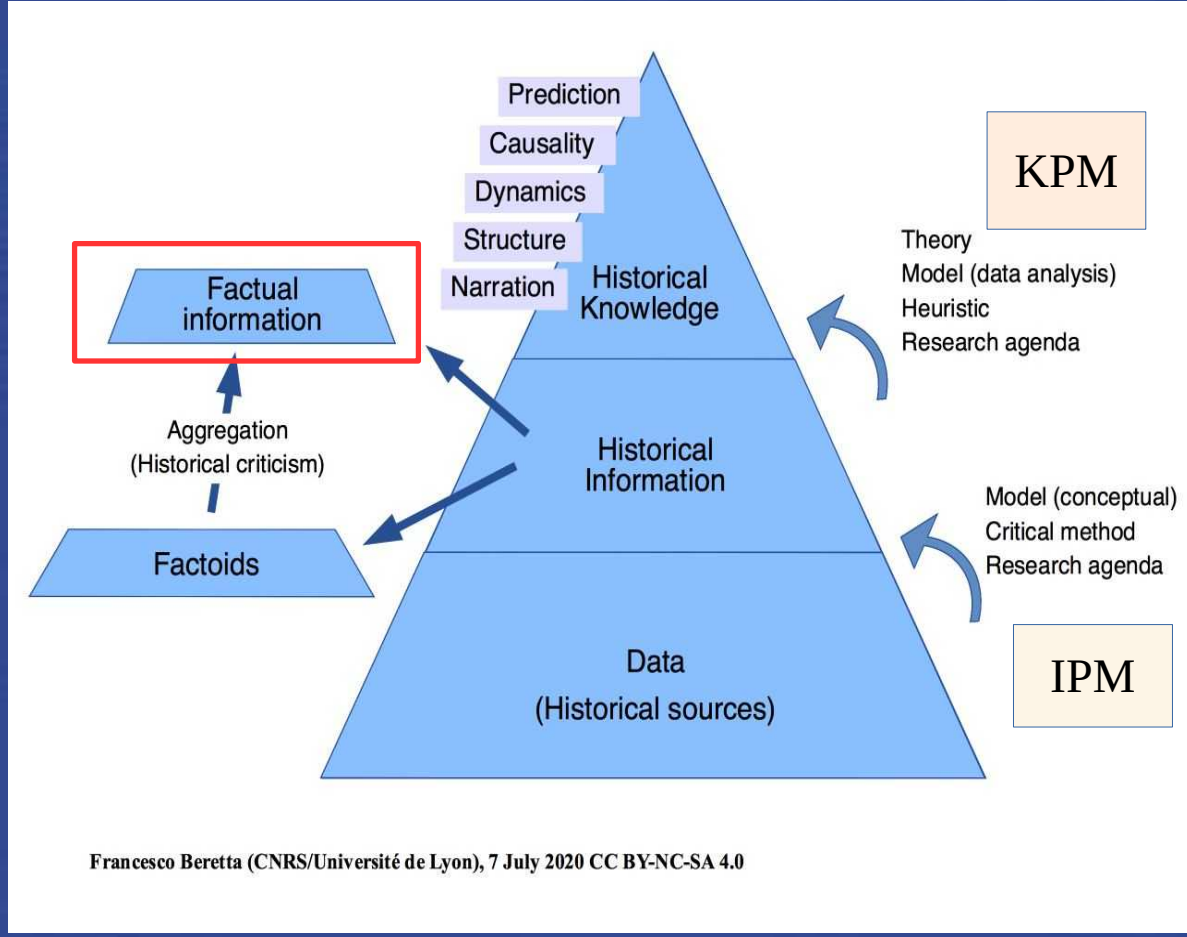 Prediction
Causality
Dynamics
Structure
Narration
Historical
Knowledge
KPM
Theory
Model (data analysis)
Heuristic
Research agenda
Factual
information
Aggregation
(Historical criticism)
Factoids
Historical
Information
Model (conceptual)
Critical method
Research agenda
IPM
Data
(Historical sources)
Francesco Beretta (CNRS/Université de Lyon), 7 July 2020 CC BY-NC-SA 4.0